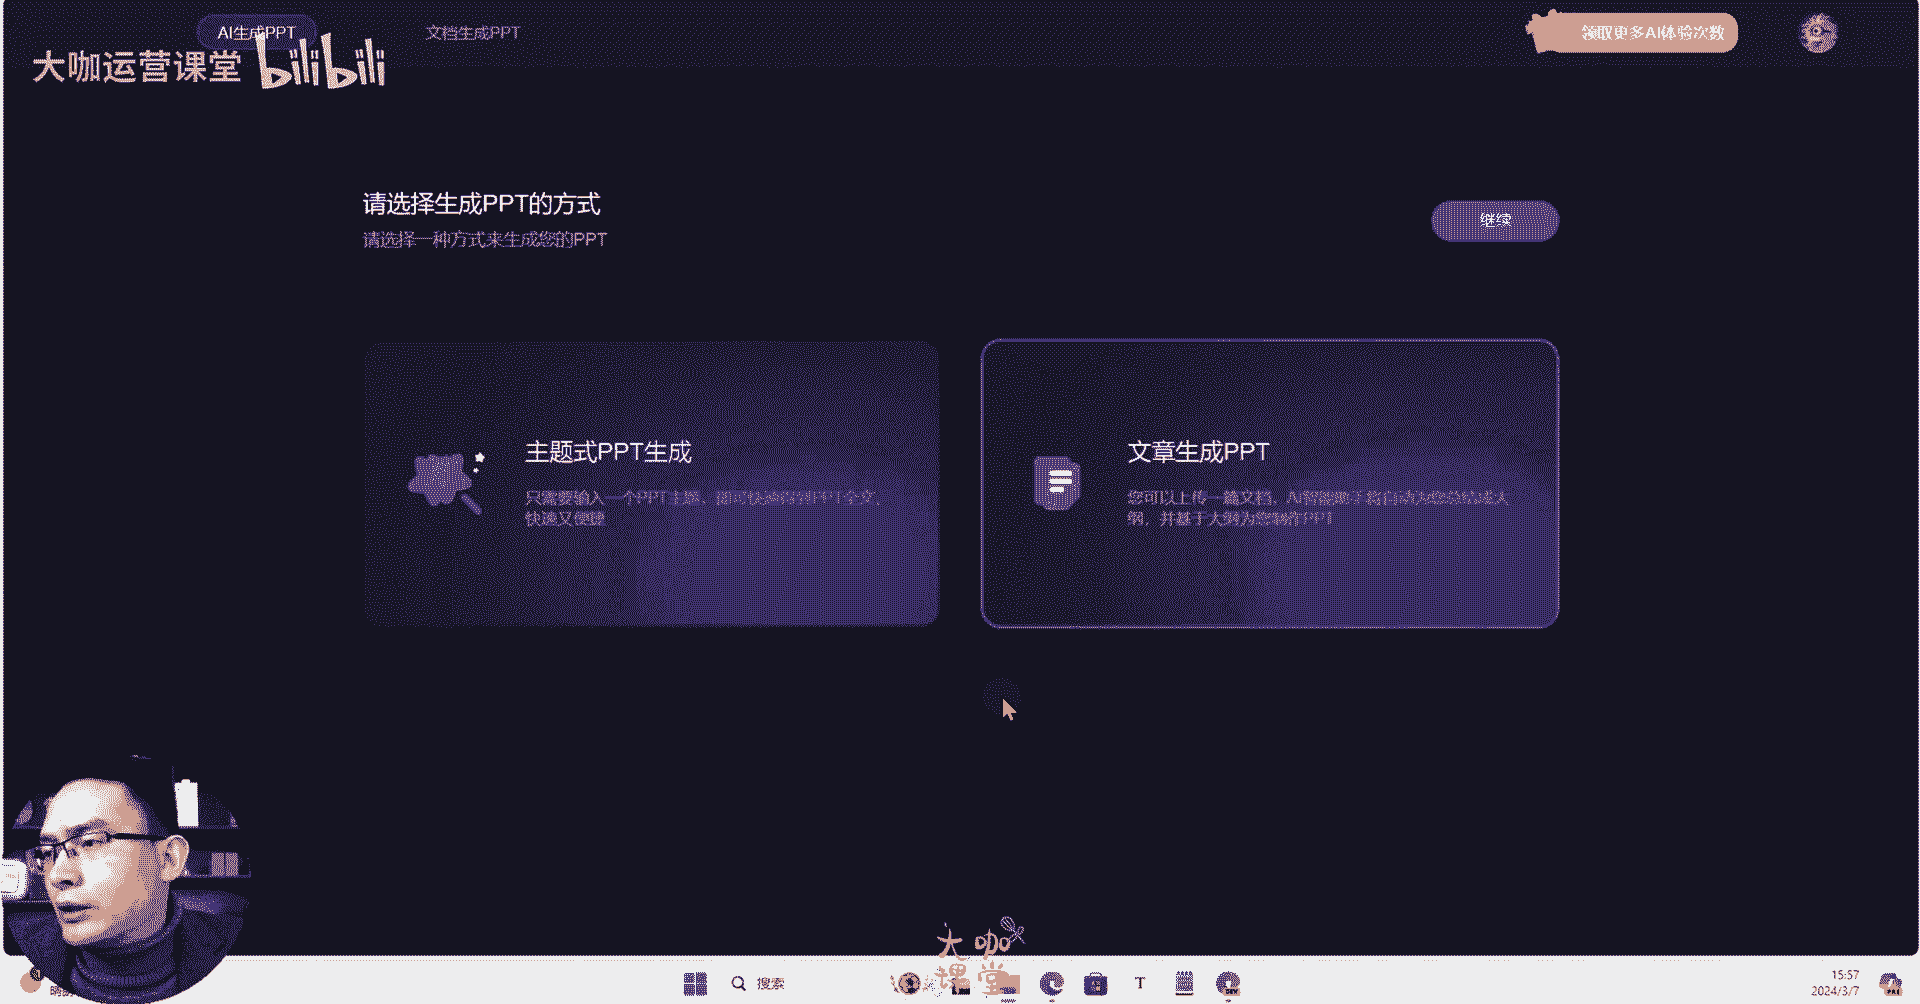 AI生成PPT
文档生成PPT
领取更多AI体验次数
大咖运营课堂 bilibili
请选择生成PPT的方式
请选择一种方式来生成您的PPT
继续
主题式PPT生成
只需要输入一个PPT主题,即可快速得到PPT全文,
快速又便捷
文章生成PPT
您可以上传一篇文档,AI智能助手将自动为您总结成大
纲,并基于大纲为您制作PPT
大咖
课堂
搜索
T
15:57
2024/3/7